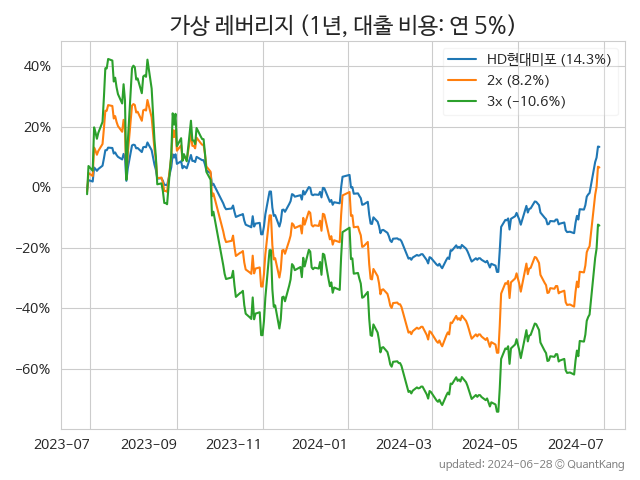 가상 레버리지 (1년, 대출 비용: 연 5%)
HD현대미포 (14.3%)
2x (8.2%)
3x (−10.6%)
40%
20%
0%
−20%
−40%
−60%
2023-07 2023-09 2023-11 2024-01 2024-03 2024-05 2024-07
updated: 2024-06-28 © QuantKang